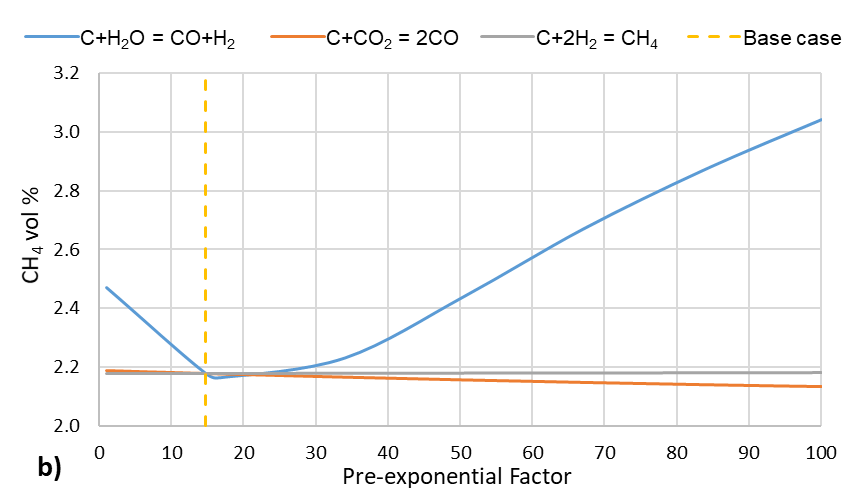 C+H₂O = CO+H₂ C+CO₂ = 2CO C+2H₂ = CH₄ Base case
3.2
3.0
2.8
2.6
2.4
2.2
2.0
CH₄ vol %
0 10 20 30 40 50 60 70 80 90 100
Pre-exponential Factor
b)